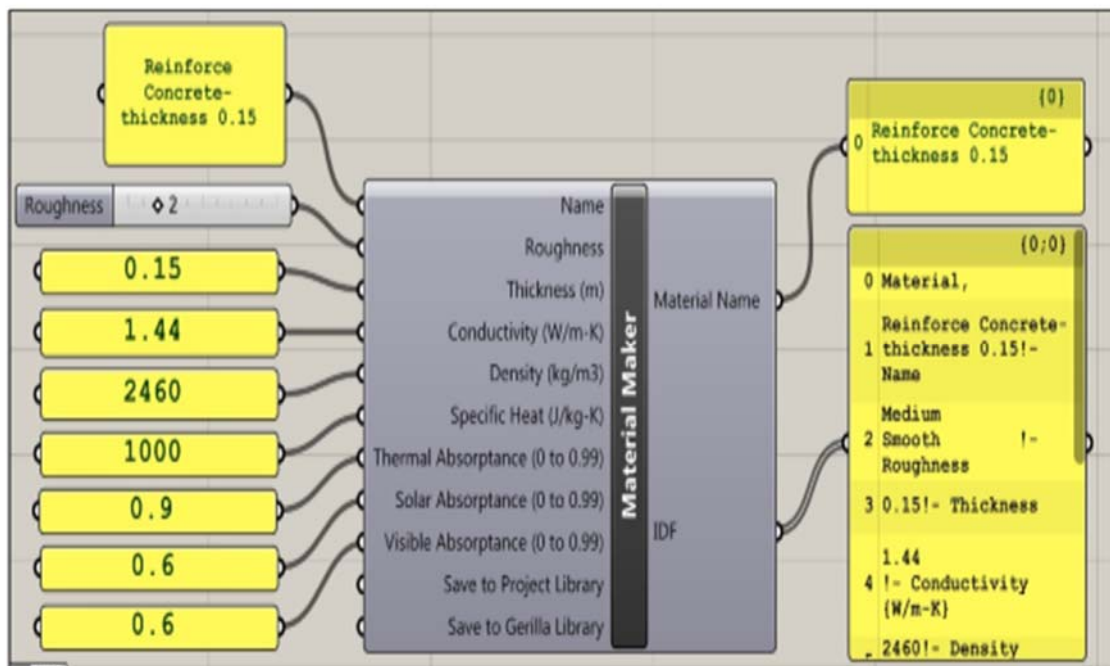 Reinforce
Concrete-
thickness 0.15
Roughness 2
0.15
1.44
2460
1000
0.9
0.6
0.6
Name
Roughness
Thickness (m)
Conductivity (W/m-K)
Density (kg/m3)
Specific Heat (J/kg-K)
Thermal Absorptance (0 to 0.99)
Solar Absorptance (0 to 0.99)
Visible Absorptance (0 to 0.99)
Save to Project Library
Save to Gerilla Library
Material Maker
Material Name
IDF
{0}
0 Reinforce Concrete-
thickness 0.15
{0;0}
0 Material,
Reinforce Concrete-
1 thickness 0.15!-
Name
Medium
2 Smooth !-
Roughness
3 0.15!- Thickness
1.44
4 !- Conductivity
{W/m-K}
2460!- Density